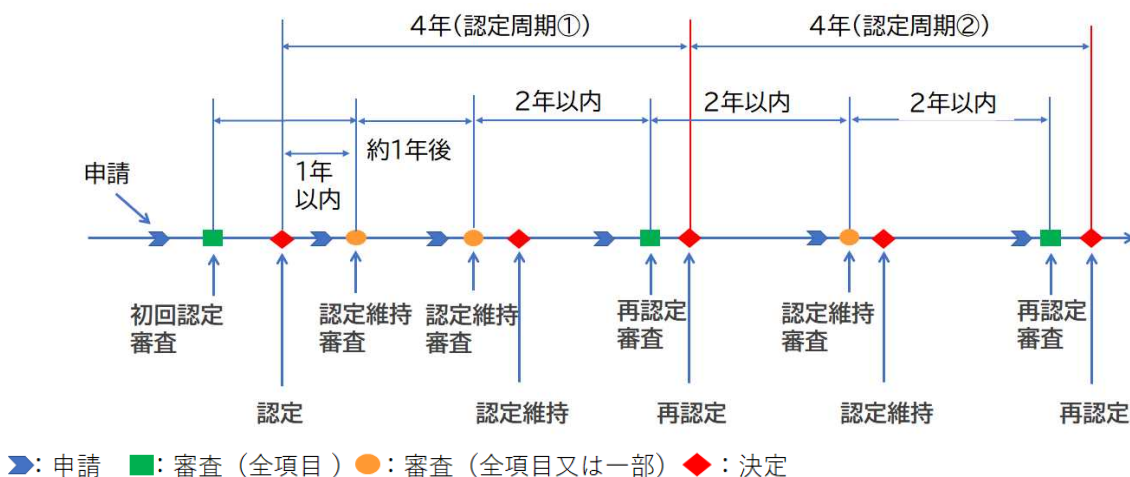 4年(認定周期①)
4年(認定周期②)
2年以内
2年以内
2年以内
約1年後
1年
以内
申請
初回認定
審査
認定維持
審査
認定維持
審査
再認定
審査
認定維持
審査
再認定
審査
認定
認定維持
再認定
認定維持
再認定
：申請 ：審査（全項目 ） ：審査（全項目又は一部） ：決定